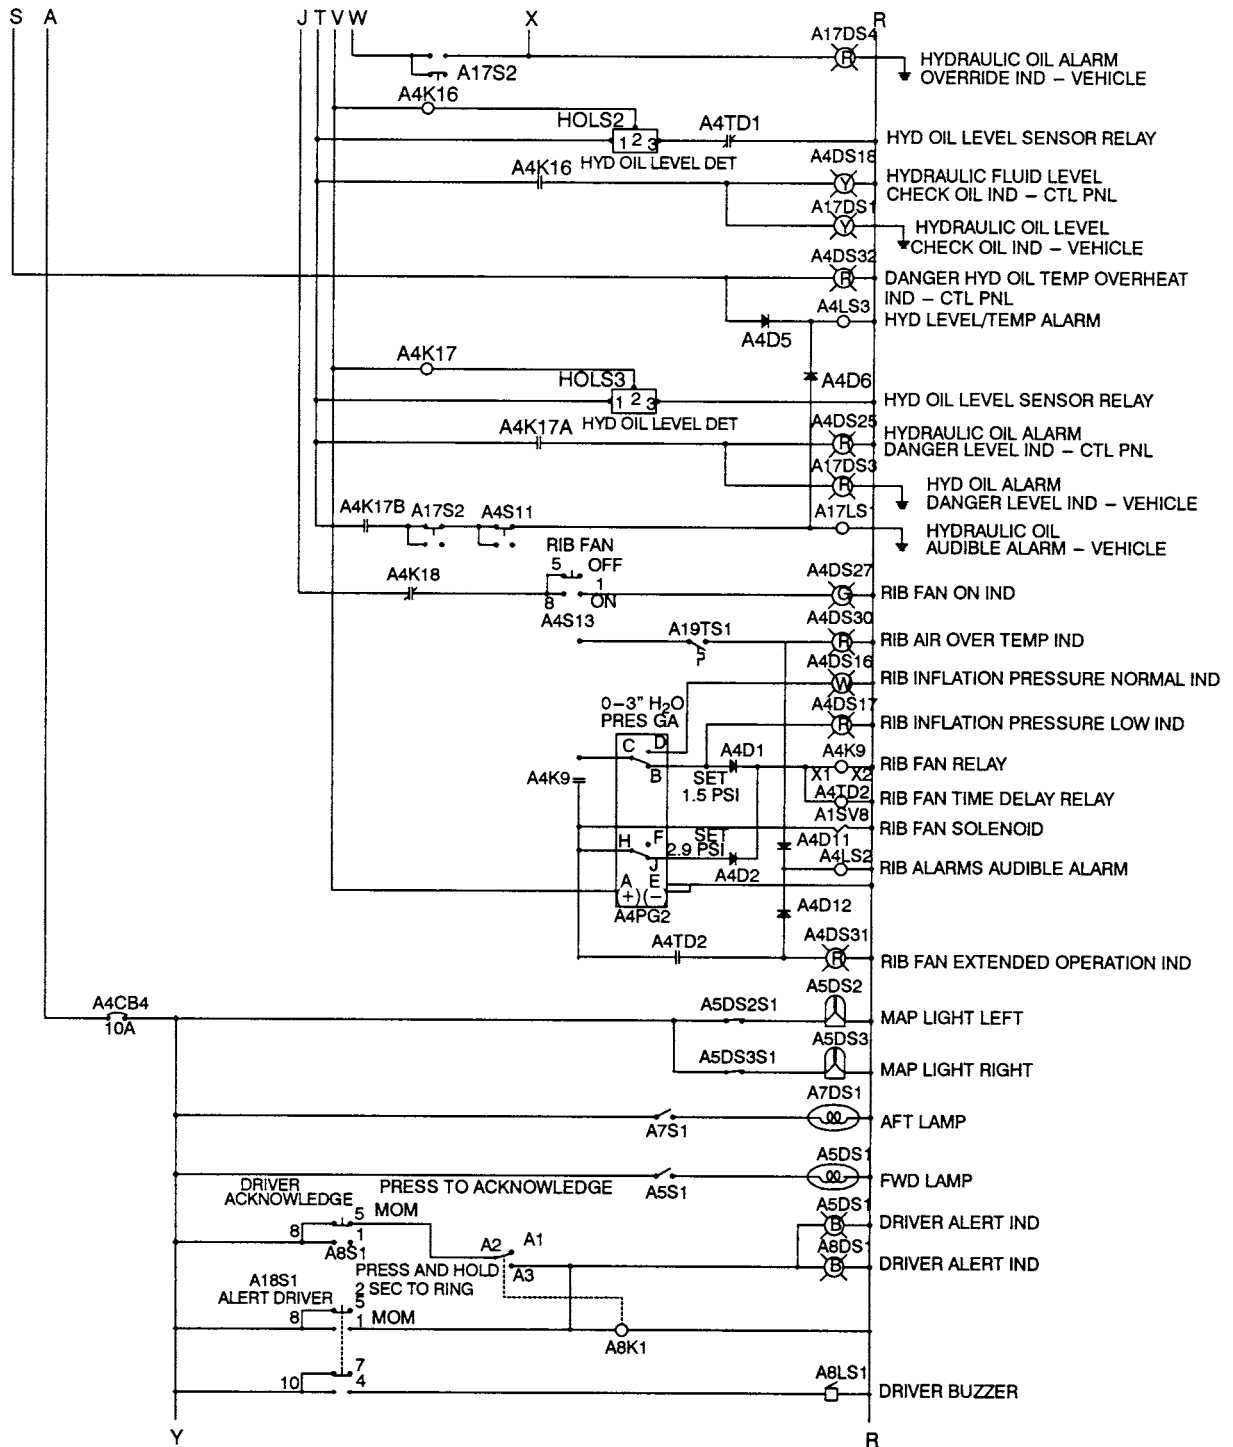 S A J T V W X R
A17DS4
R
HYDRAULIC OIL ALARM
OVERRIDE IND – VEHICLE
A17S2
A4K16
HOLS2
A4TD1
1 2 3
HYD OIL LEVEL DET
HYD OIL LEVEL SENSOR RELAY
A4DS18
A4K16
Y
HYDRAULIC FLUID LEVEL
CHECK OIL IND – CTL PNL
A17DS1
Y
HYDRAULIC OIL LEVEL
CHECK OIL IND – VEHICLE
A4DS32
R
DANGER HYD OIL TEMP OVERHEAT
IND – CTL PNL
A4LS3
HYD LEVEL/TEMP ALARM
A4D5
A4K17
A4D6
HOLS3
1 2 3
HYD OIL LEVEL SENSOR RELAY
HYD OIL LEVEL DET
A4K17A
A4DS25
R
HYDRAULIC OIL ALARM
DANGER LEVEL IND – CTL PNL
A17DS3
R
HYD OIL ALARM
DANGER LEVEL IND – VEHICLE
A4K17B A17S2 A4S11
A17LS1
HYDRAULIC OIL
AUDIBLE ALARM – VEHICLE
RIB FAN
5 OFF
A4K18
1
8 ON
A4S13
A4DS27
G
RIB FAN ON IND
A4DS30
A19TS1
R
RIB AIR OVER TEMP IND
A4DS16
W
RIB INFLATION PRESSURE NORMAL IND
0–3" H2O
PRES GA
A4DS17
R
RIB INFLATION PRESSURE LOW IND
C D
A4D1
A4K9
RIB FAN RELAY
A4K9
B
SET
1.5 PSI
X1 X2
A4TD2
RIB FAN TIME DELAY RELAY
A1SV8
RIB FAN SOLENOID
H F
SET
2.9 PSI
A4D11
J
A4LS2
RIB ALARMS AUDIBLE ALARM
A4D2
A E
(+) (–)
A4PG2
A4D12
A4TD2
A4DS31
R
RIB FAN EXTENDED OPERATION IND
A4CB4
10A
A5DS2S1
A5DS2
MAP LIGHT LEFT
A5DS3S1
A5DS3
MAP LIGHT RIGHT
A7DS1
A7S1
AFT LAMP
A5DS1
A5S1
FWD LAMP
DRIVER
ACKNOWLEDGE
PRESS TO ACKNOWLEDGE
5 MOM
8 1
A8S1
A5DS1
B
DRIVER ALERT IND
A2 A1
A3
A8DS1
B
DRIVER ALERT IND
A18S1
ALERT DRIVER
PRESS AND HOLD
2 SEC TO RING
5
8 1 MOM
A8K1
7
10 4
A8LS1
DRIVER BUZZER
Y R